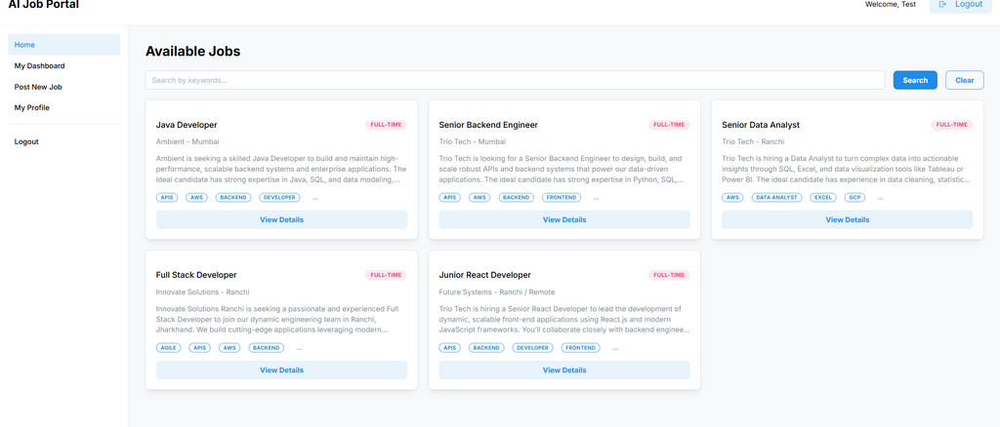 AI Job Portal
Welcome, Test
Logout
Home
My Dashboard
Post New Job
My Profile
Logout
Available Jobs
Search by keywords...
Search
Clear
Java Developer
FULL-TIME
Ambient - Mumbai
Ambient is seeking a skilled Java Developer to build and maintain high-
performance, scalable backend systems and enterprise applications. The
ideal candidate has strong expertise in Java, SQL, and data modeling,...
APIS AWS BACKEND DEVELOPER ...
View Details
Senior Backend Engineer
FULL-TIME
Trio Tech - Mumbai
Trio Tech is looking for a Senior Backend Engineer to design, build, and
scale robust APIs and backend systems that power our data-driven
applications. The ideal candidate has strong expertise in Python, SQL,...
APIS AWS BACKEND FRONTEND ...
View Details
Senior Data Analyst
FULL-TIME
Trio Tech - Ranchi
Trio Tech is hiring a Data Analyst to turn complex data into actionable
insights through SQL, Excel, and data visualization tools like Tableau or
Power BI. The ideal candidate has experience in data cleaning, statistic...
AWS DATA ANALYST EXCEL GCP ...
View Details
Full Stack Developer
FULL-TIME
Innovate Solutions - Ranchi
Innovate Solutions Ranchi is seeking a passionate and experienced Full
Stack Developer to join our dynamic engineering team in Ranchi,
Jharkhand. We build cutting-edge applications leveraging modern...
AGILE APIS AWS BACKEND ...
View Details
Junior React Developer
FULL-TIME
Future Systems - Ranchi / Remote
Trio Tech is hiring a Senior React Developer to lead the development of
dynamic, scalable front-end applications using React.js and modern
JavaScript frameworks. You'll collaborate closely with backend enginee...
APIS BACKEND DEVELOPER FRONTEND ...
View Details